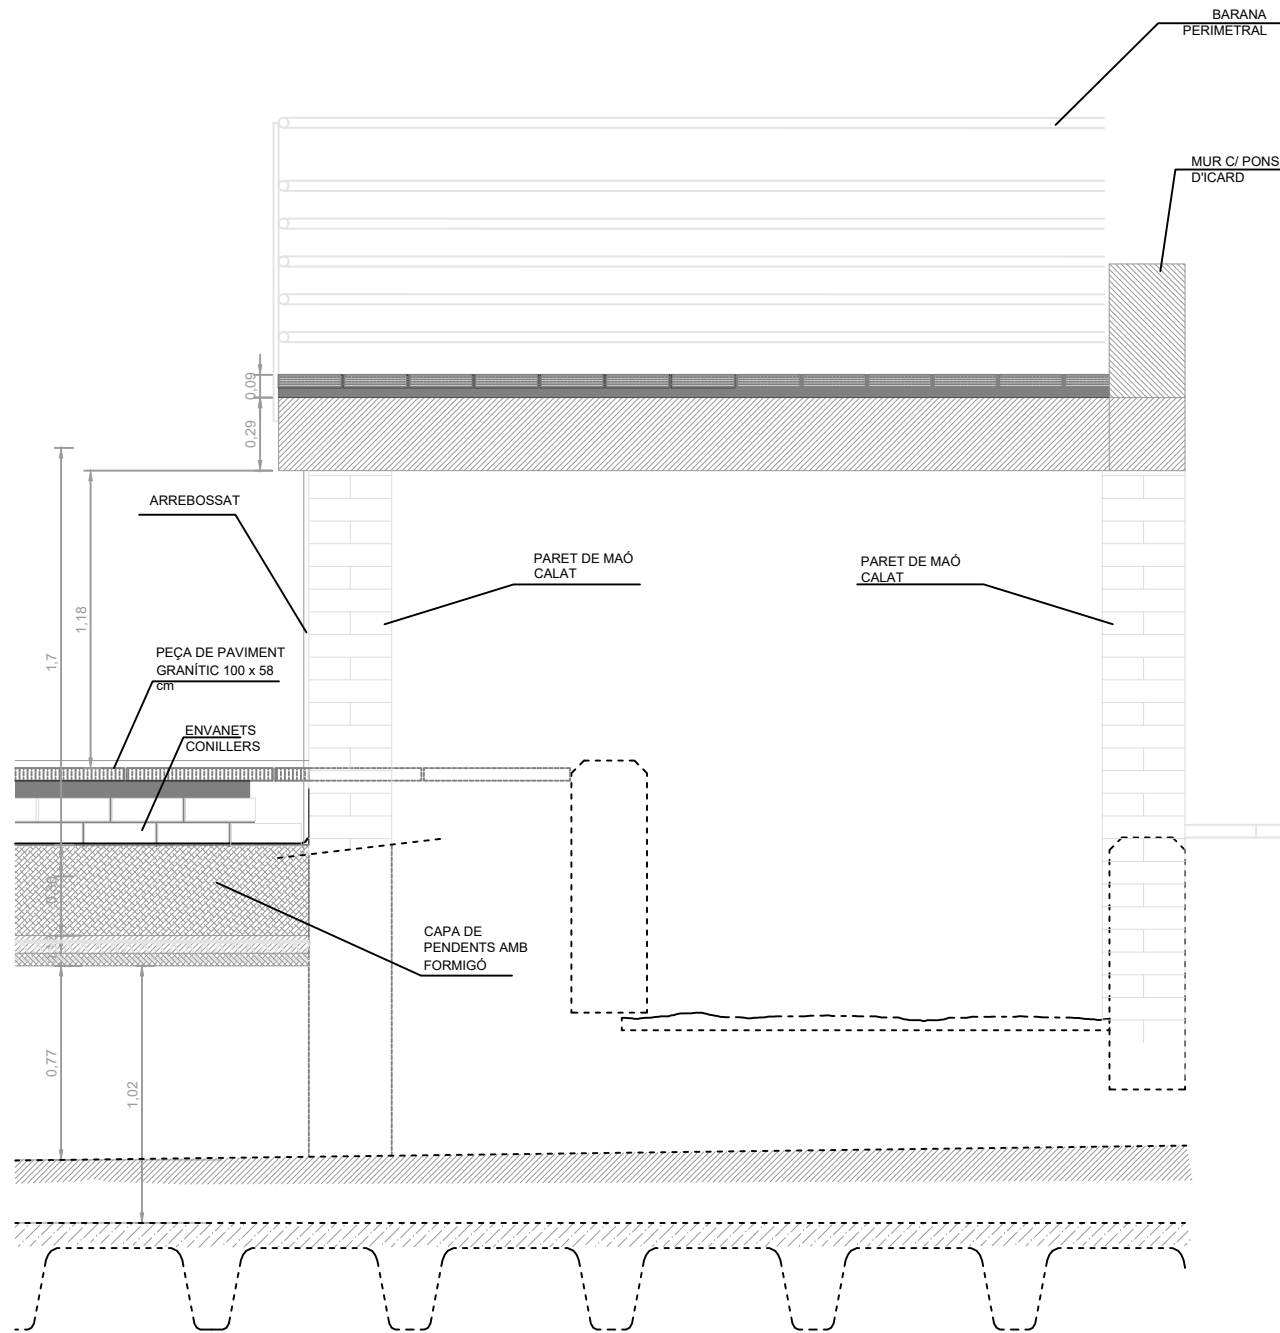 BARANA
PERIMETRAL
MUR C/ PONS
D'ICARD
0,09
0,29
ARREBOSSAT
PARET DE MAÓ
CALAT
PARET DE MAÓ
CALAT
1,18
1,7
PEÇA DE PAVIMENT
GRANÍTIC 100 x 58
cm
ENVANETS
CONILLERS
CAPA DE
PENDENTS AMB
FORMIGÓ
0,77
1,02